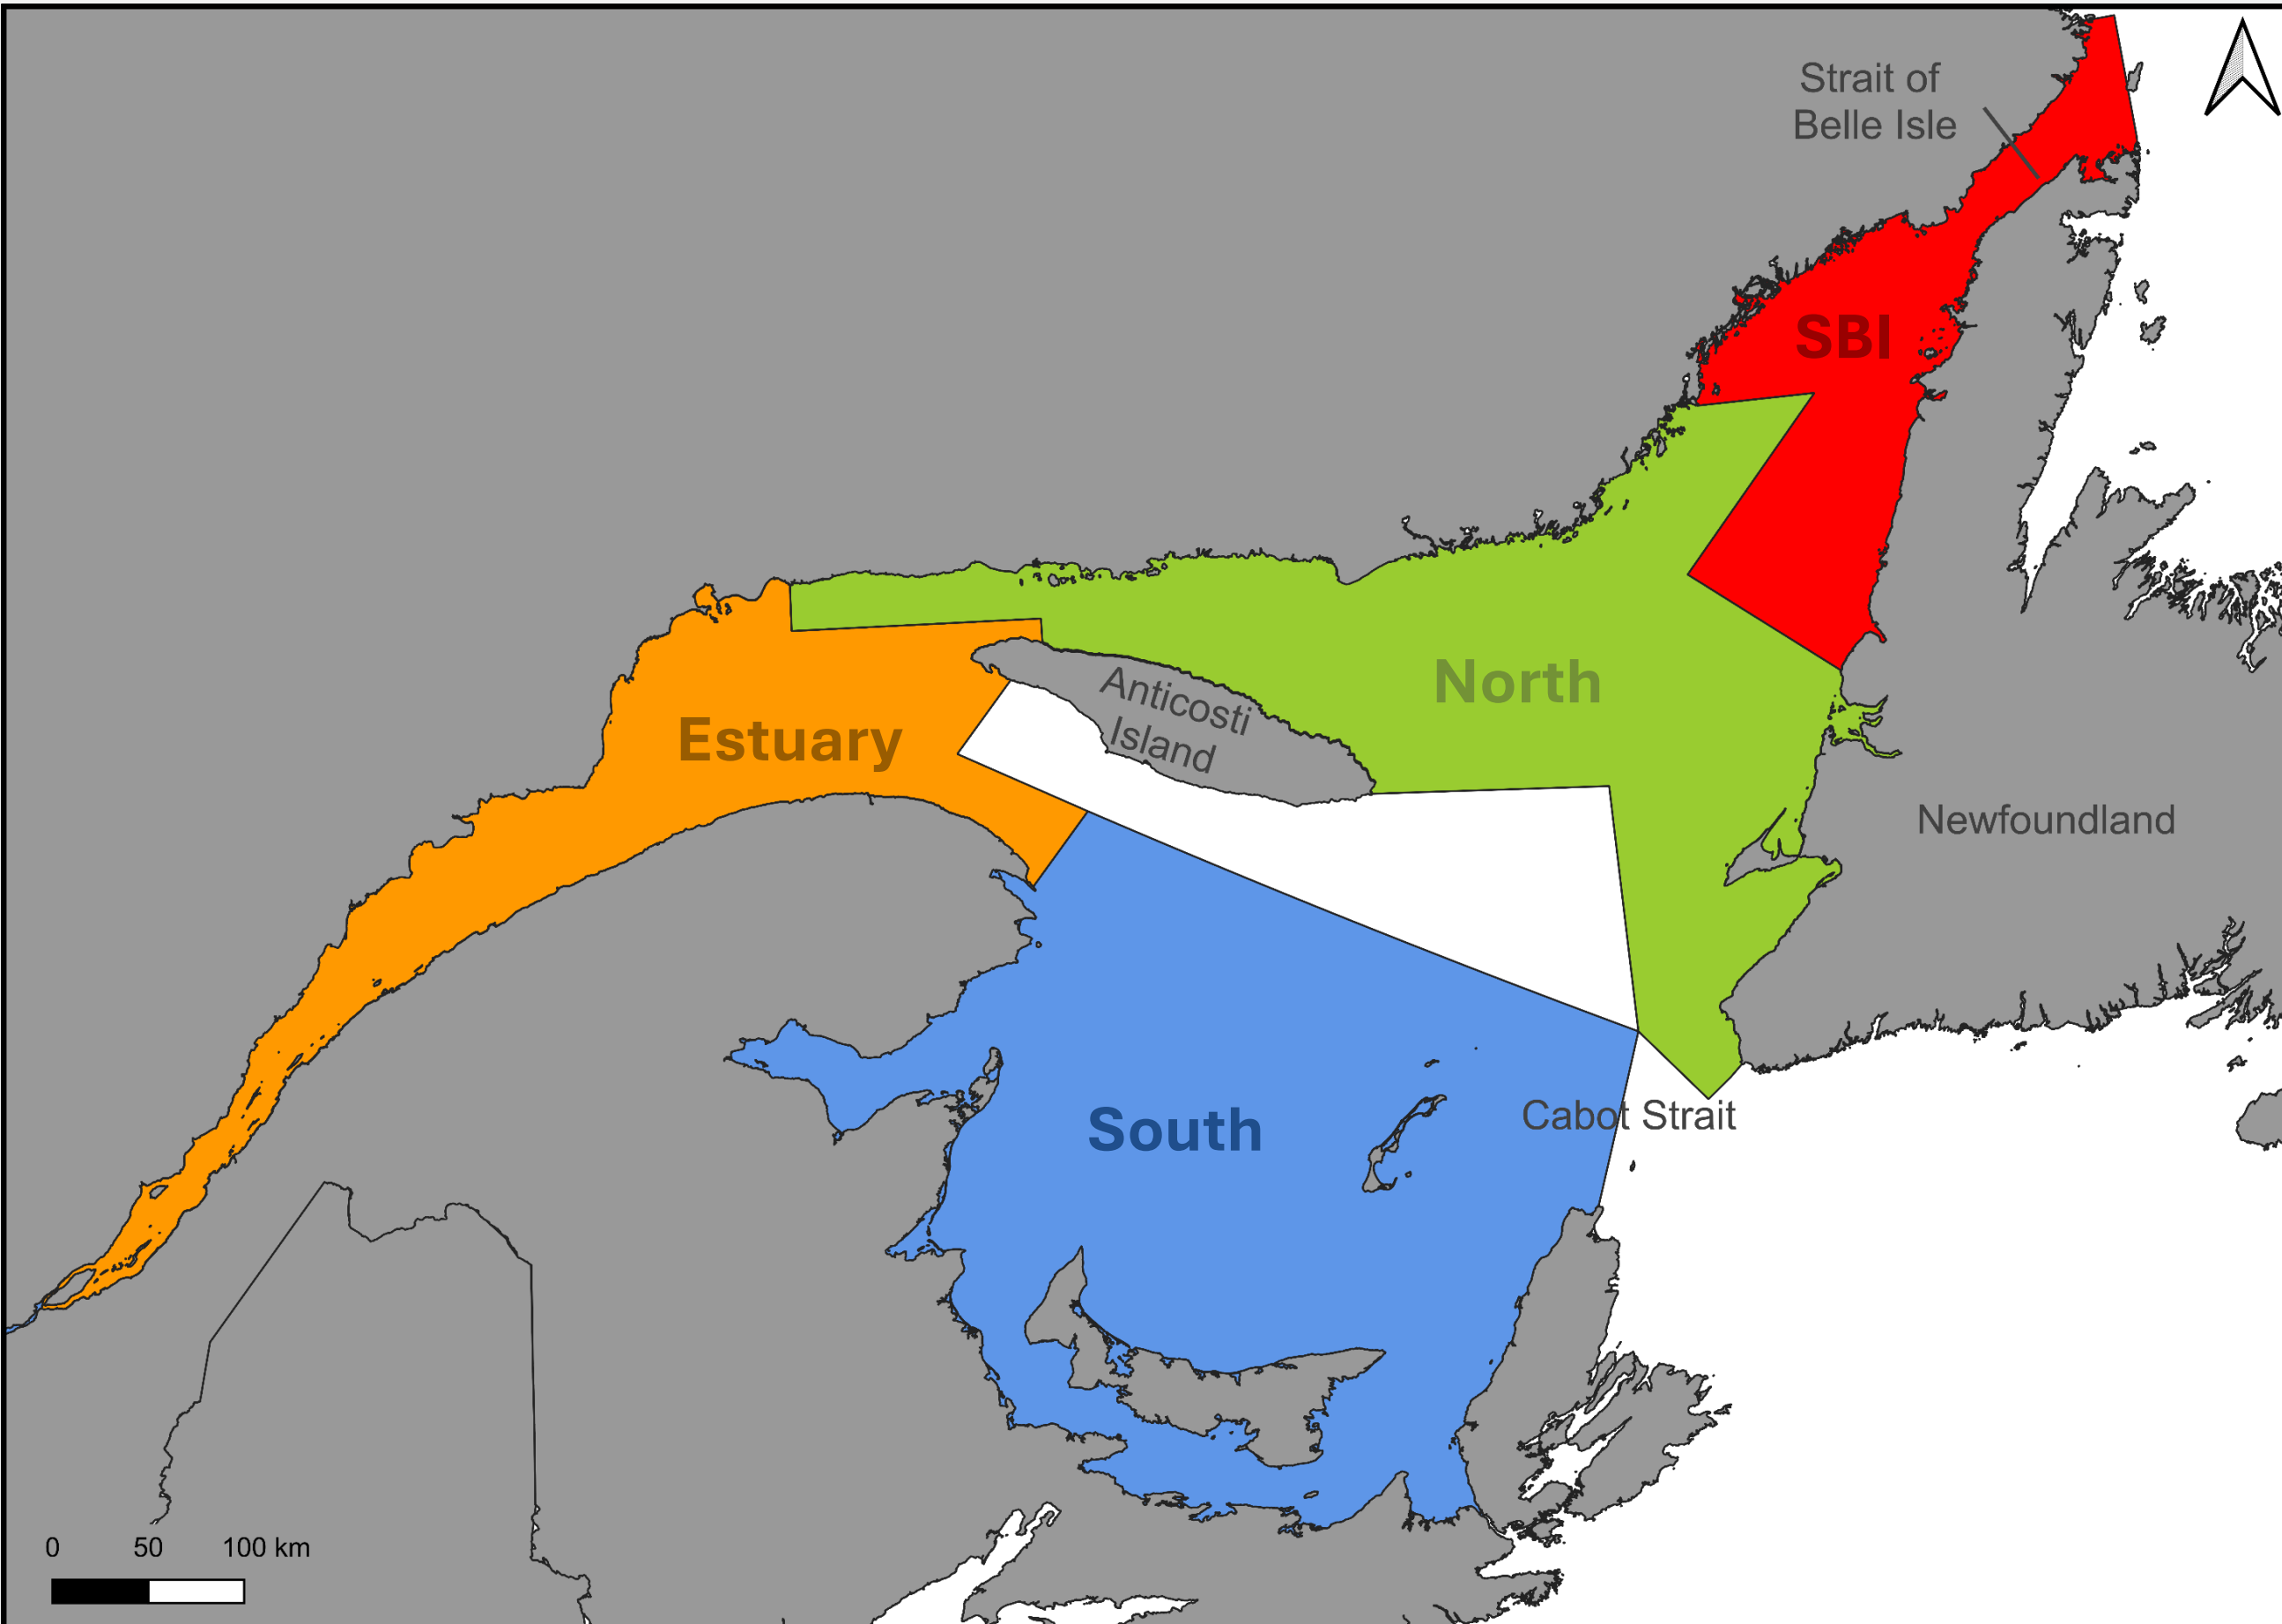 Strait of
Belle Isle
SBI
North
Anticosti
Island
Estuary
Newfoundland
South
Cabot Strait
0 50 100 km